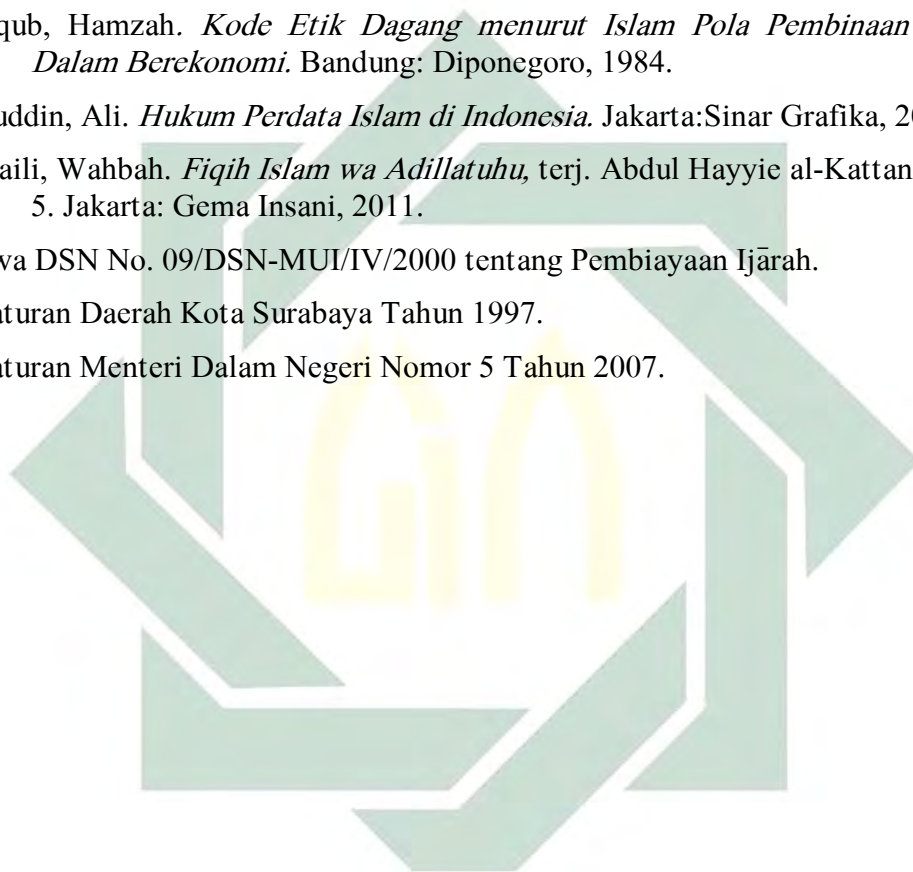 qub, Hamzah. Kode Etik Dagang menurut Islam Pola Pembinaan
Dalam Berekonomi. Bandung: Diponegoro, 1984.
uddin, Ali. Hukum Perdata Islam di Indonesia. Jakarta:Sinar Grafika, 20
aili, Wahbah. Fiqih Islam wa Adillatuhu, terj. Abdul Hayyie al-Kattan
5. Jakarta: Gema Insani, 2011.
wa DSN No. 09/DSN-MUI/IV/2000 tentang Pembiayaan Ijārah.
aturan Daerah Kota Surabaya Tahun 1997.
aturan Menteri Dalam Negeri Nomor 5 Tahun 2007.